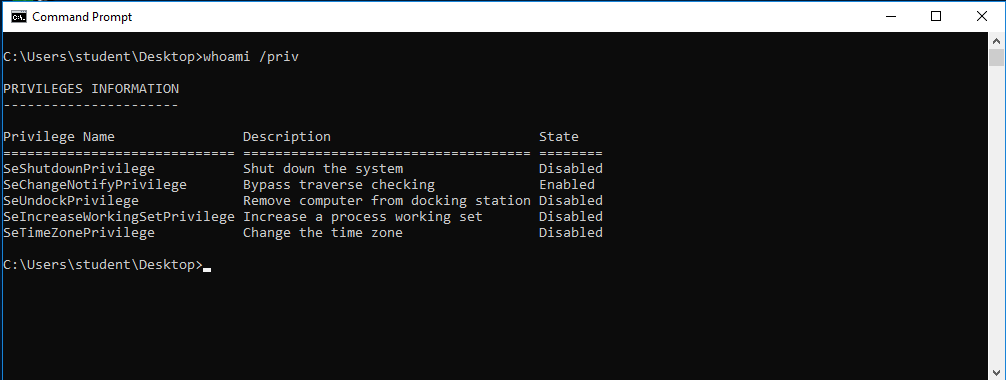 Command Prompt
C:\Users\student\Desktop>whoami /priv
PRIVILEGES INFORMATION
----------------------
Privilege Name                Description                          State
============================= ==================================== ========
SeShutdownPrivilege           Shut down the system                 Disabled
SeChangeNotifyPrivilege       Bypass traverse checking             Enabled
SeUndockPrivilege             Remove computer from docking station Disabled
SeIncreaseWorkingSetPrivilege Increase a process working set       Disabled
SeTimeZonePrivilege           Change the time zone                 Disabled
C:\Users\student\Desktop>